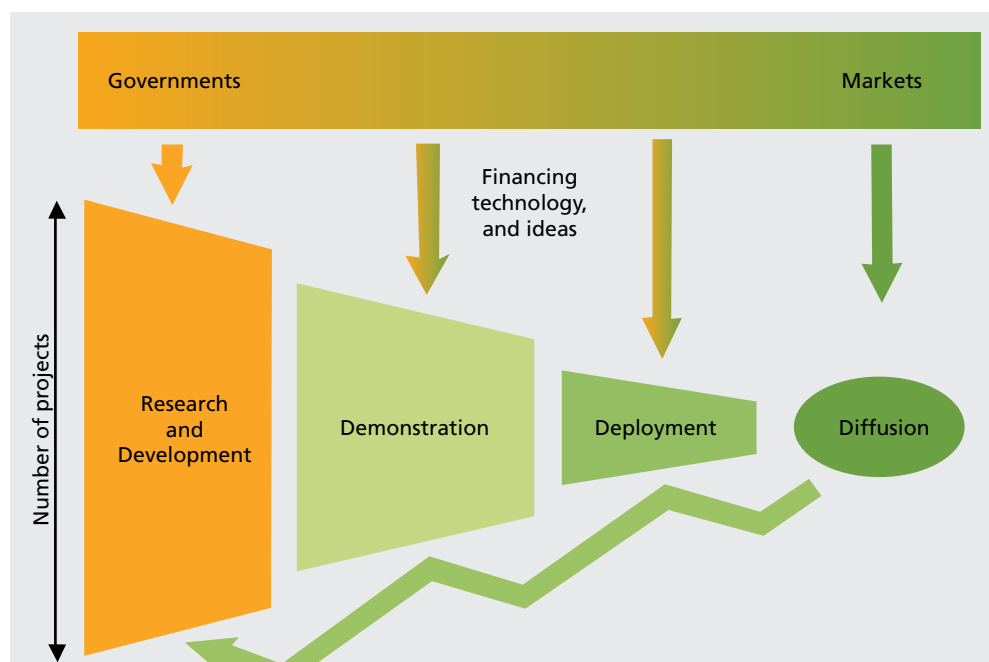 Governments
Markets
Financing
technology,
and ideas
Number of projects
Research
and
Development
Demonstration
Deployment
Diffusion